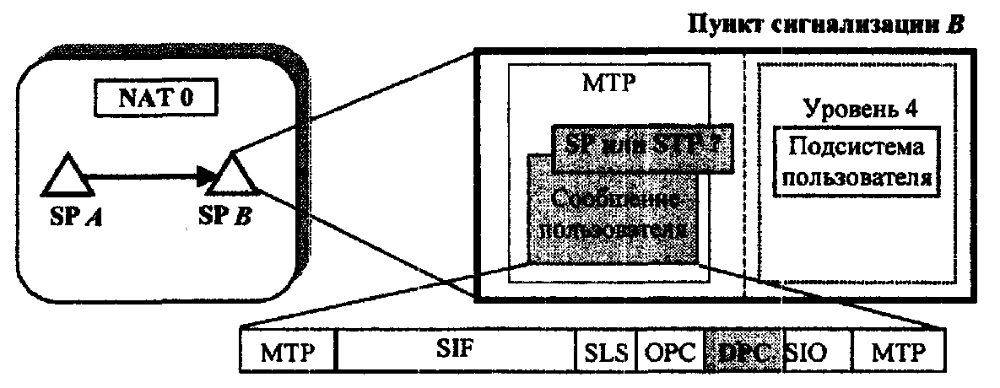 Пункт сигнализации B
NAT 0
SP A
SP B
MTP
SP или STP ?
Сообщение
пользователя
Уровень 4
Подсистема
пользователя
MTP SIF SLS OPC DPC SIO MTP